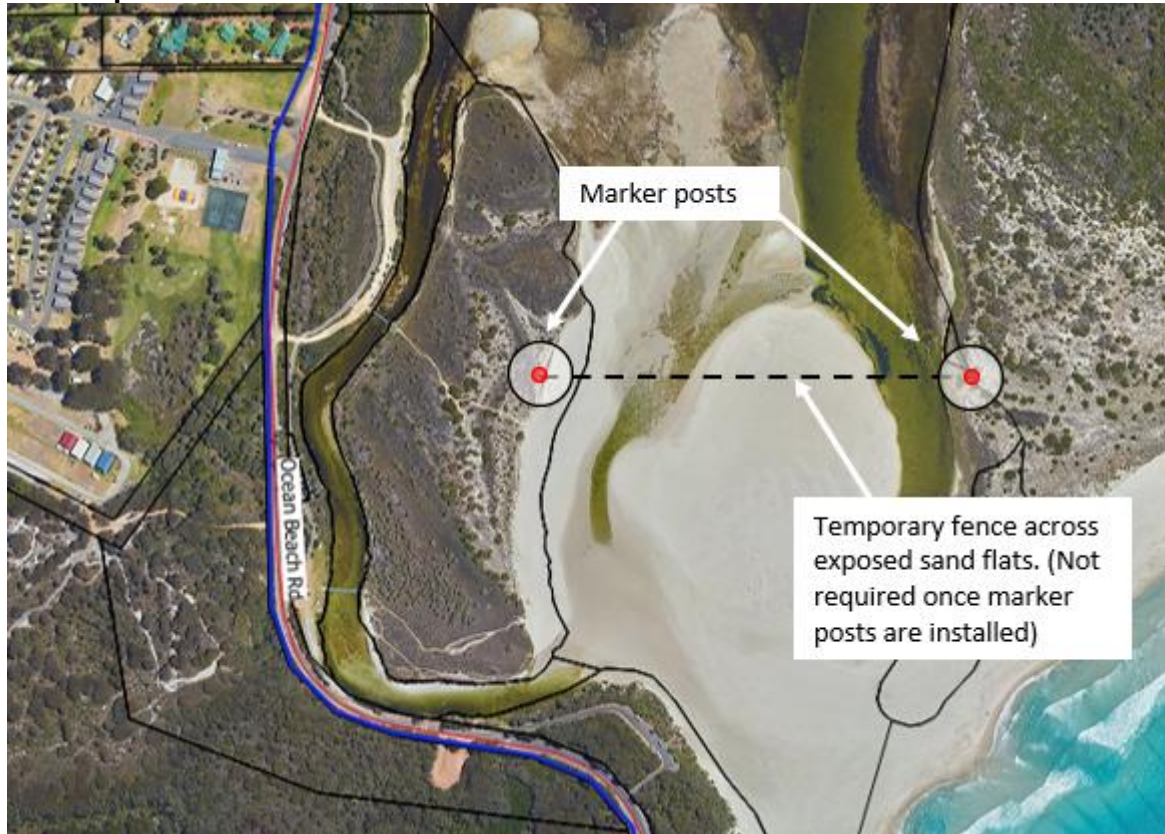 Marker posts
Ocean Beach Rd
Temporary fence across
exposed sand flats. (Not
required once marker
posts are installed)